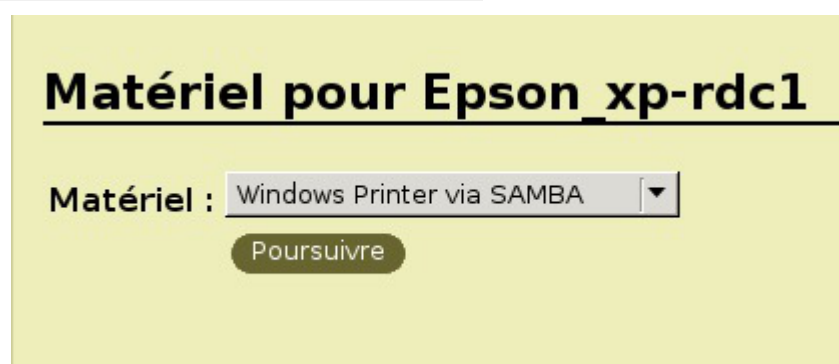 Matériel pour Epson_xp-rdc1
Matériel : Windows Printer via SAMBA
Poursuivre